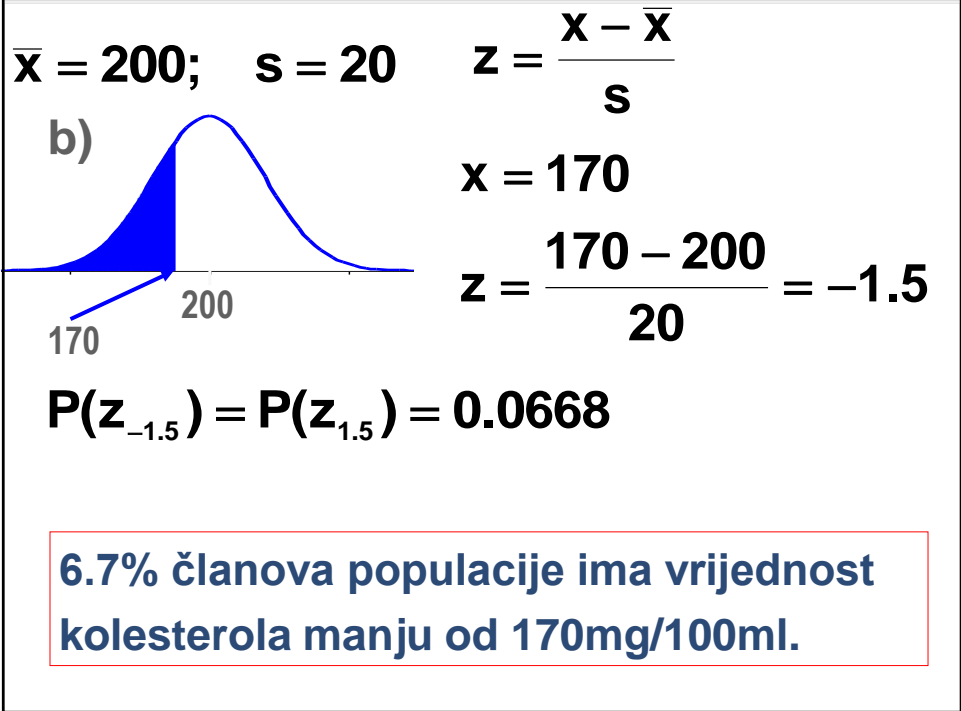 x̄ = 200; s = 20
z = (x − x̄) / s
b)
x = 170
200
170
z = (170 − 200) / 20 = −1.5
P(z₋₁.₅) = P(z₁.₅) = 0.0668
6.7% članova populacije ima vrijednost
kolesterola manju od 170mg/100ml.